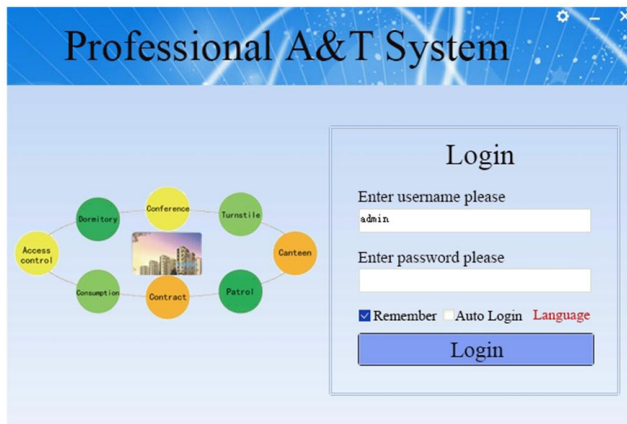 Professional A&T System
Login
Enter username please
admin
Enter password please
Remember Auto Login Language
Login
Conference
Dormitory
Turnstile
Access
control
Canteen
Consumption
Contract
Patrol